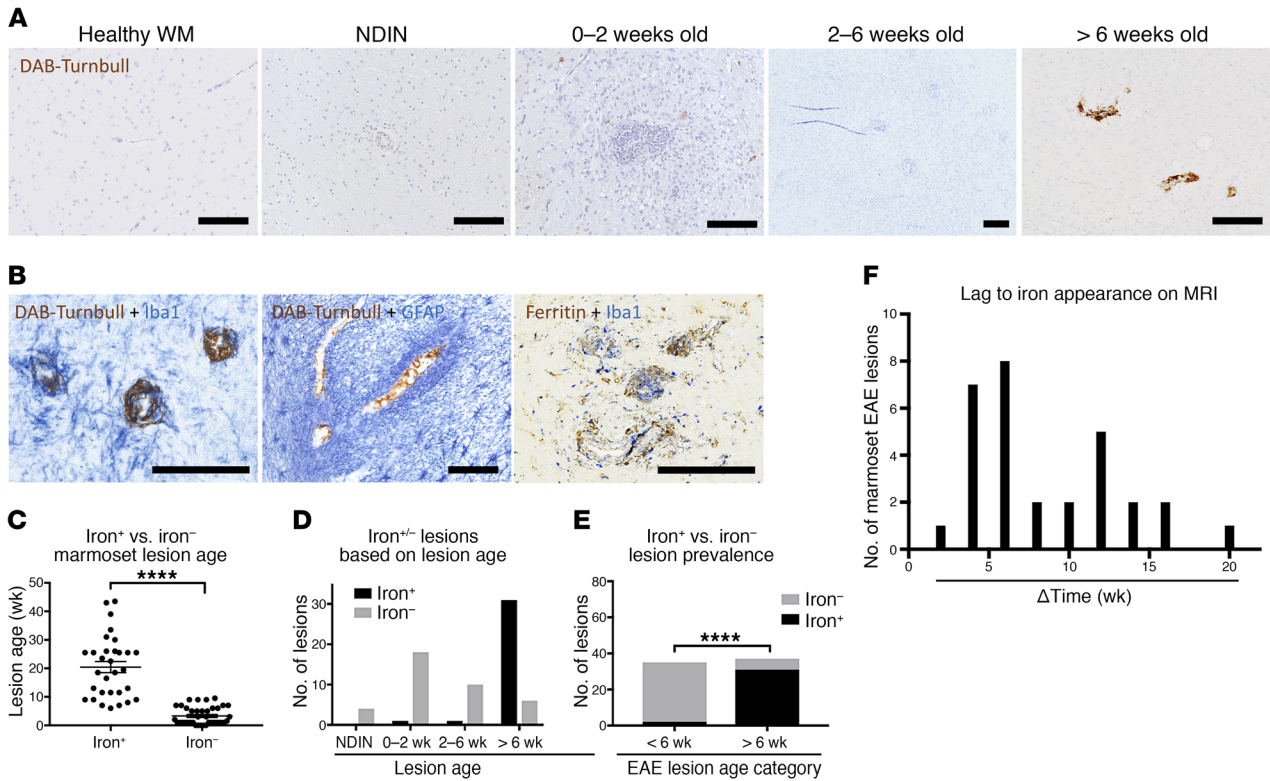 A
Healthy WM
NDIN
0–2 weeks old
2–6 weeks old
> 6 weeks old
DAB-Turnbull
B
DAB-Turnbull + Iba1
DAB-Turnbull + GFAP
Ferritin + Iba1
C
Iron⁺ vs. iron⁻
marmoset lesion age
****
Lesion age (wk)
50
40
30
20
10
0
Iron⁺
Iron⁻
D
Iron⁺/⁻ lesions
based on lesion age
Iron⁺
Iron⁻
No. of lesions
30
20
10
0
NDIN
0–2 wk
2–6 wk
> 6 wk
Lesion age
E
Iron⁺ vs. iron⁻
lesion prevalence
Iron⁻
Iron⁺
****
No. of lesions
80
60
40
20
0
< 6 wk
> 6 wk
EAE lesion age category
F
Lag to iron appearance on MRI
No. of marmoset EAE lesions
10
8
6
4
2
0
0
5
10
15
20
ΔTime (wk)